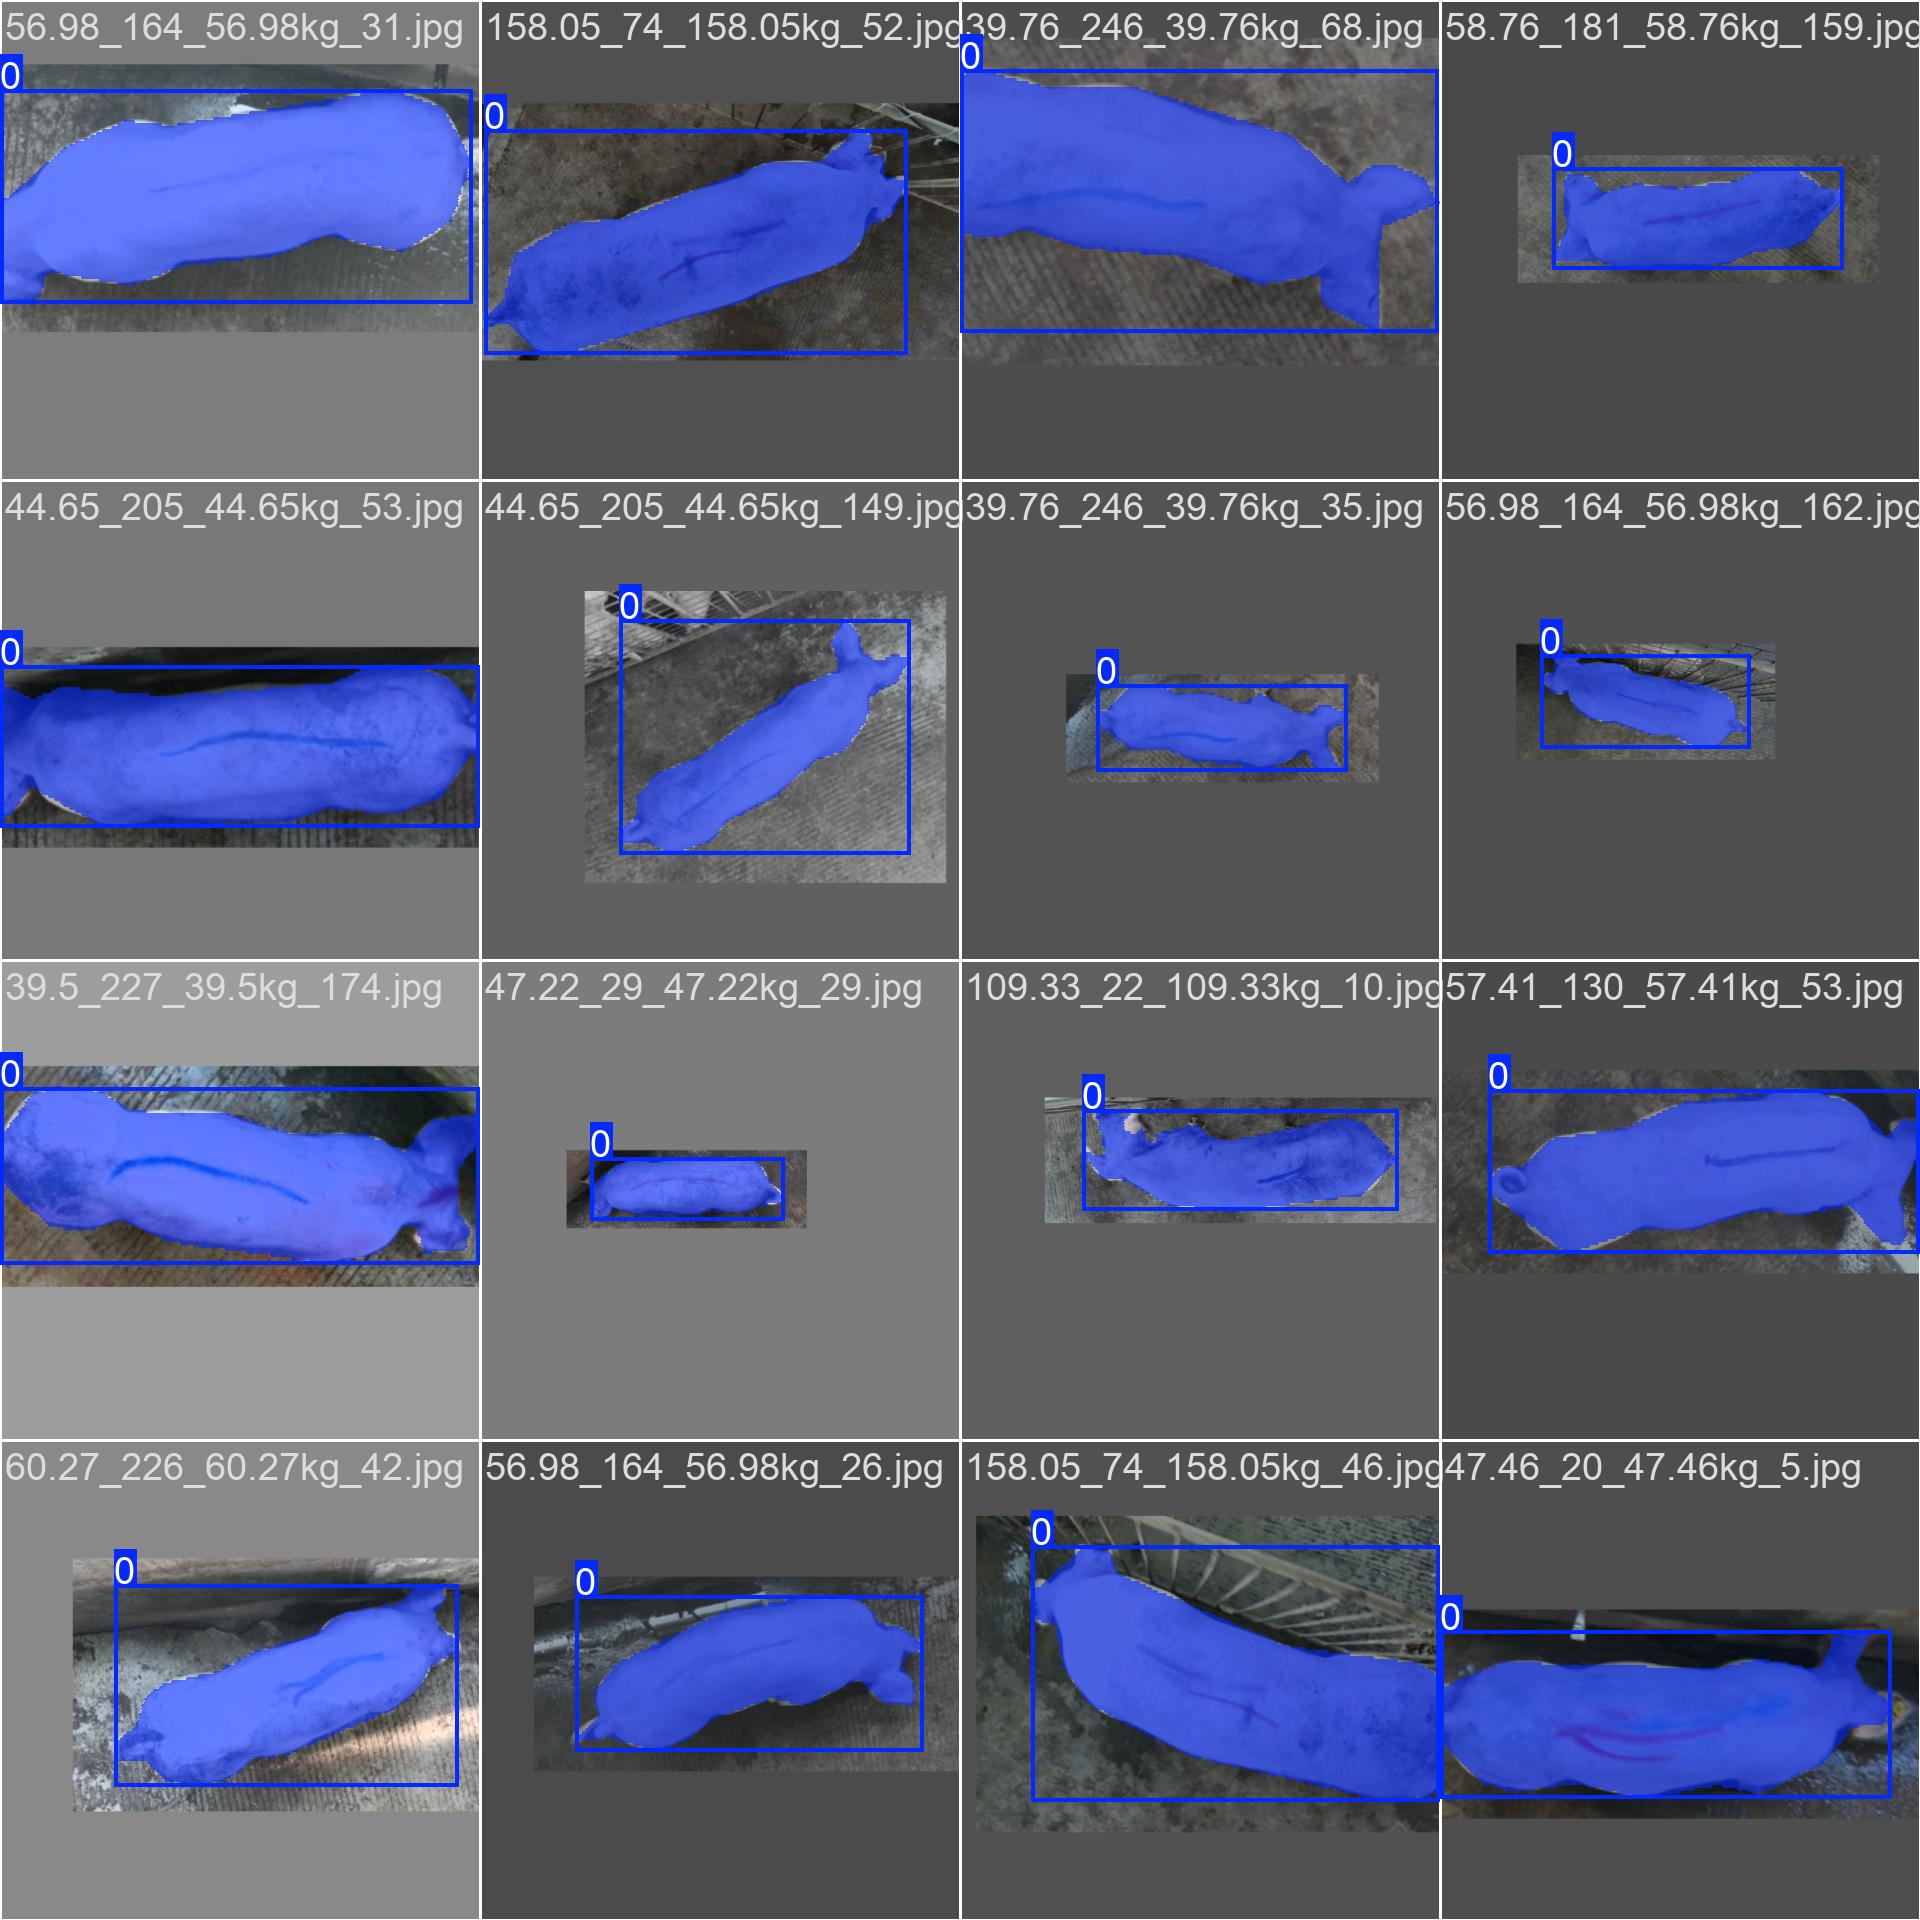 56.98_164_56.98kg_31.jpg
158.05_74_158.05kg_52.jpg
39.76_246_39.76kg_68.jpg
58.76_181_58.76kg_159.jpg
0
0
0
0
44.65_205_44.65kg_53.jpg
44.65_205_44.65kg_149.jpg
39.76_246_39.76kg_35.jpg
56.98_164_56.98kg_162.jpg
0
0
0
0
39.5_227_39.5kg_174.jpg
47.22_29_47.22kg_29.jpg
109.33_22_109.33kg_10.jpg
57.41_130_57.41kg_53.jpg
0
0
0
0
60.27_226_60.27kg_42.jpg
56.98_164_56.98kg_26.jpg
158.05_74_158.05kg_46.jpg
47.46_20_47.46kg_5.jpg
0
0
0
0